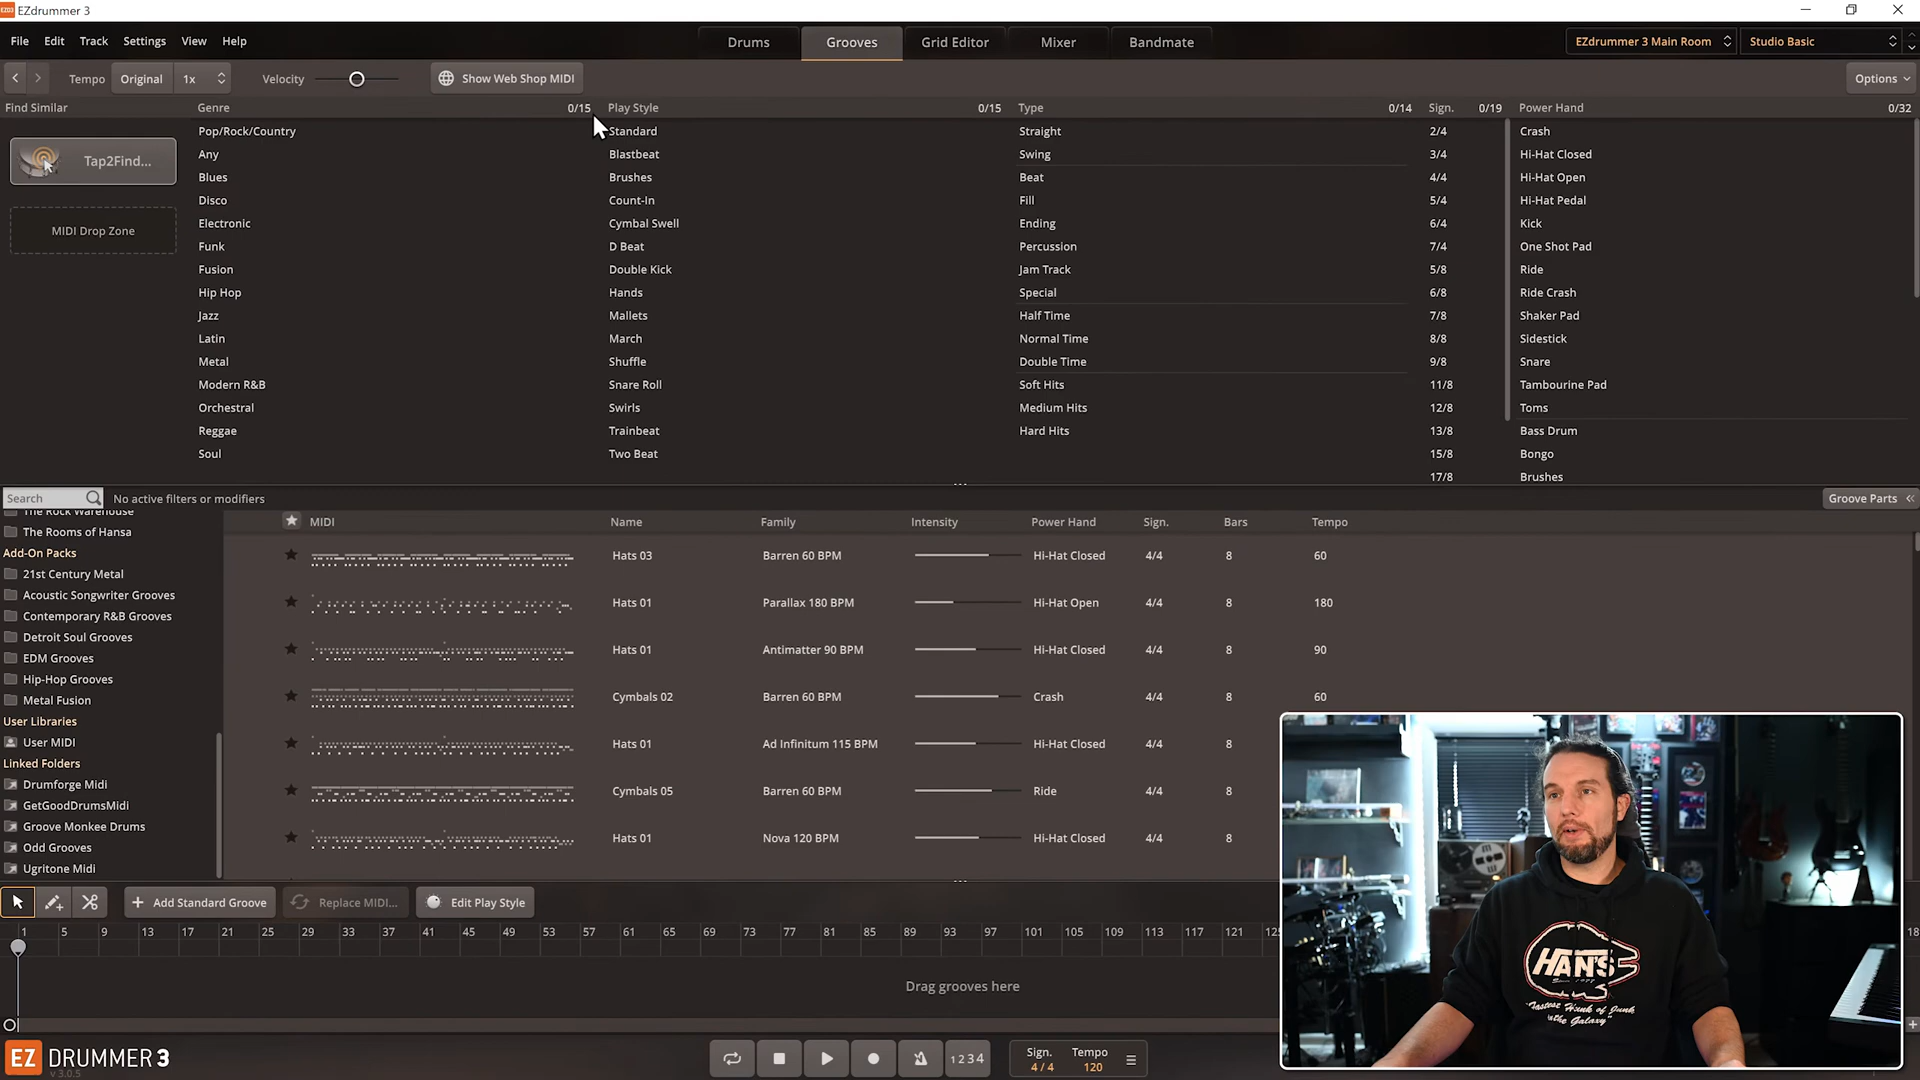 EZdrummer 3
File Edit Track Settings View Help
Drums Grooves Grid Editor Mixer Bandmate
EZdrummer 3 Main Room Studio Basic
Tempo Original 1x Velocity Show Web Shop MIDI Options
Find Similar Genre 0/15 Play Style 0/15 Type 0/14 Sign. 0/19 Power Hand 0/32
Pop/Rock/Country Standard Straight 2/4 Crash
Tap2Find... Any Blastbeat Swing 3/4 Hi-Hat Closed
Blues Brushes Beat 4/4 Hi-Hat Open
Disco Count-In Fill 5/4 Hi-Hat Pedal
Electronic Cymbal Swell Ending 6/4 Kick
MIDI Drop Zone
Funk D Beat Percussion 7/4 One Shot Pad
Fusion Double Kick Jam Track 5/8 Ride
Hip Hop Hands Special 6/8 Ride Crash
Jazz Mallets Half Time 7/8 Shaker Pad
Latin March Normal Time 8/8 Sidestick
Metal Shuffle Double Time 9/8 Snare
Modern R&B Snare Roll Soft Hits 11/8 Tambourine Pad
Orchestral Swirls Medium Hits 12/8 Toms
Reggae Trainbeat Hard Hits 13/8 Bass Drum
Soul Two Beat 15/8 Bongo
17/8 Brushes
Search No active filters or modifiers Groove Parts
The Rock Warehouse
The Rooms of Hansa
Add-On Packs
21st Century Metal
Acoustic Songwriter Grooves
Contemporary R&B Grooves
Detroit Soul Grooves
EDM Grooves
Hip-Hop Grooves
Metal Fusion
User Libraries
User MIDI
Linked Folders
Drumforge Midi
GetGoodDrumsMidi
Groove Monkee Drums
Odd Grooves
Ugritone Midi
MIDI Name Family Intensity Power Hand Sign. Bars Tempo
Hats 03 Barren 60 BPM Hi-Hat Closed 4/4 8 60
Hats 01 Parallax 180 BPM Hi-Hat Open 4/4 8 180
Hats 01 Antimatter 90 BPM Hi-Hat Closed 4/4 8 90
Cymbals 02 Barren 60 BPM Crash 4/4 8 60
Hats 01 Ad Infinitum 115 BPM Hi-Hat Closed 4/4 8
Cymbals 05 Barren 60 BPM Ride 4/4 8
Hats 01 Nova 120 BPM Hi-Hat Closed 4/4 8
Add Standard Groove Replace MIDI... Edit Play Style
1 5 9 13 17 21 25 29 33 37 41 45 49 53 57 61 65 69 73 77 81 85 89 93 97 101 105 109 113 117 121
Drag grooves here
EZ DRUMMER 3
v 3.0.5
1234
Sign. Tempo
4/4 120
HAN'S
Since 1977
"Fastest Hunk of Junk
in the Galaxy"